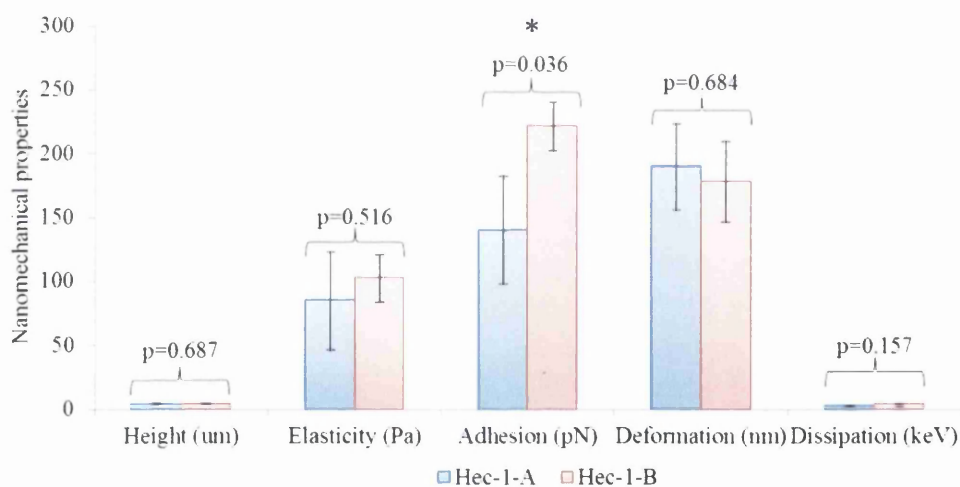 300
250
200
150
100
50
0
Nanomechanical properties
p=0.687
p=0.516
*
p=0.036
p=0.684
p=0.157
Height (um)
Elasticity (Pa)
Adhesion (pN)
Deformation (nm)
Dissipation (keV)
Hec-1-A
Hec-1-B